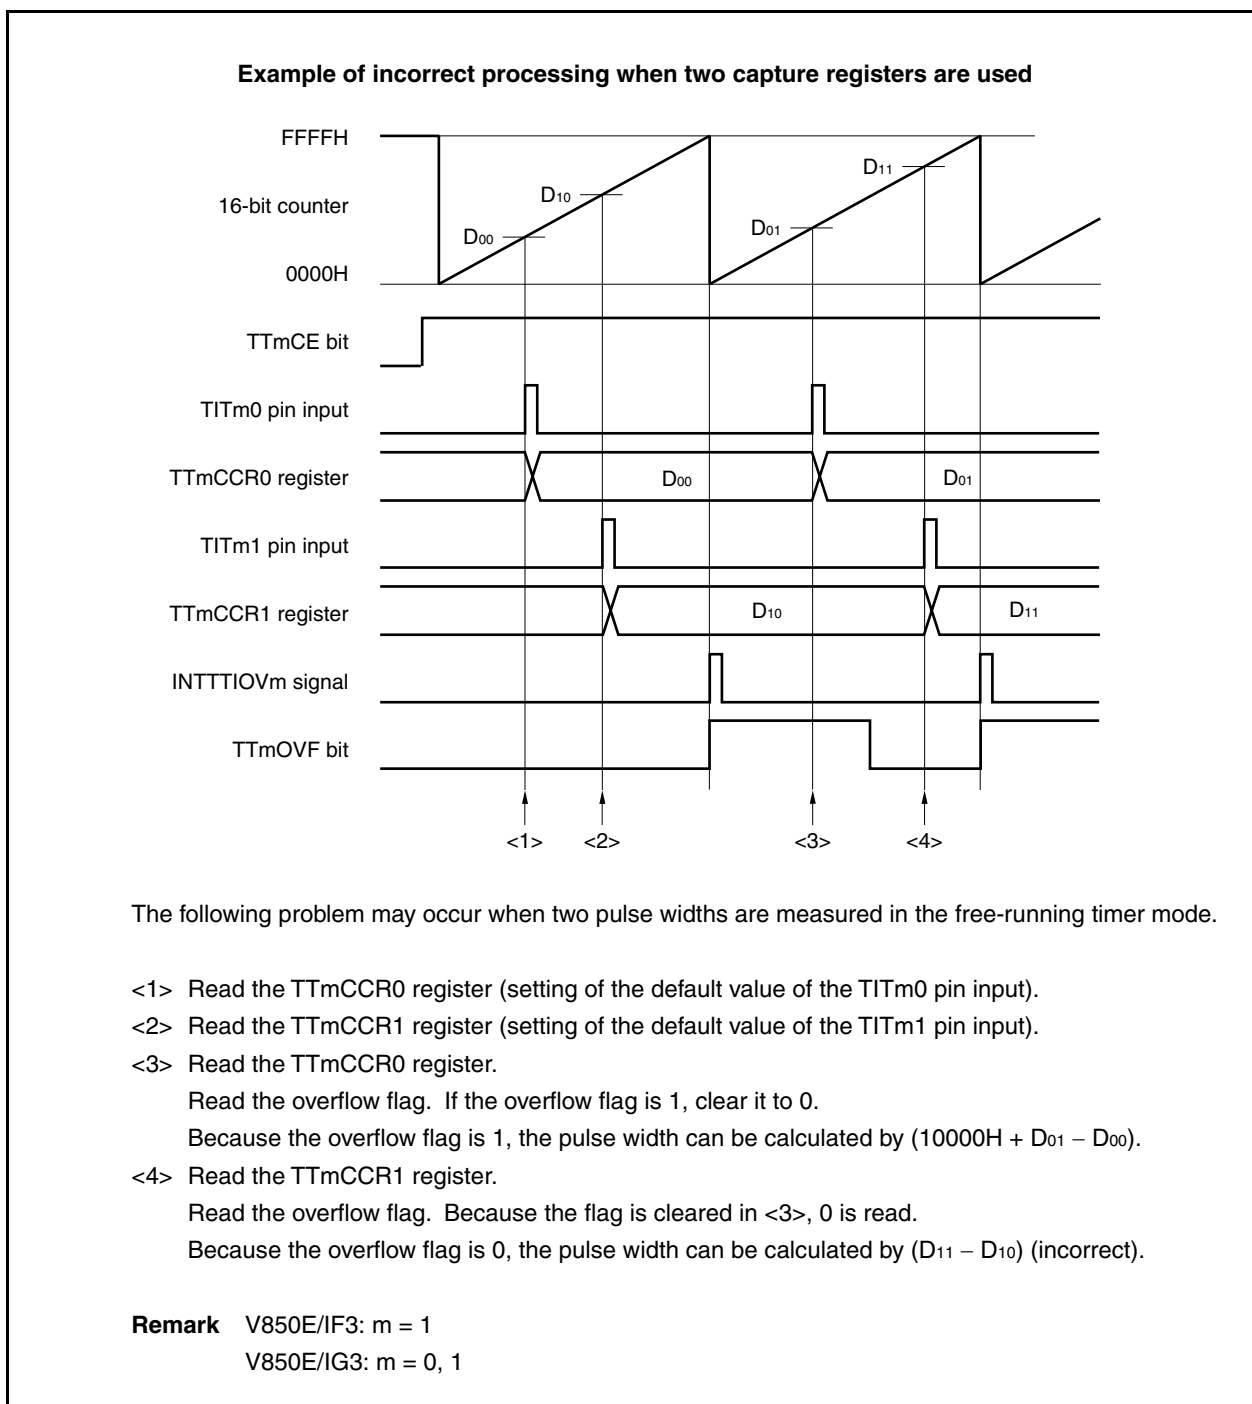 Example of incorrect processing when two capture registers are used
FFFFH
16-bit counter
0000H
D00
D10
D01
D11
TTmCE bit
TITm0 pin input
TTmCCR0 register
D00
D01
TITm1 pin input
TTmCCR1 register
D10
D11
INTTTIOVm signal
TTmOVF bit
<1> <2> <3> <4>
The following problem may occur when two pulse widths are measured in the free-running timer mode.
<1> Read the TTmCCR0 register (setting of the default value of the TITm0 pin input).
<2> Read the TTmCCR1 register (setting of the default value of the TITm1 pin input).
<3> Read the TTmCCR0 register.
Read the overflow flag. If the overflow flag is 1, clear it to 0.
Because the overflow flag is 1, the pulse width can be calculated by (10000H + D01 − D00).
<4> Read the TTmCCR1 register.
Read the overflow flag. Because the flag is cleared in <3>, 0 is read.
Because the overflow flag is 0, the pulse width can be calculated by (D11 − D10) (incorrect).
Remark V850E/IF3: m = 1
V850E/IG3: m = 0, 1